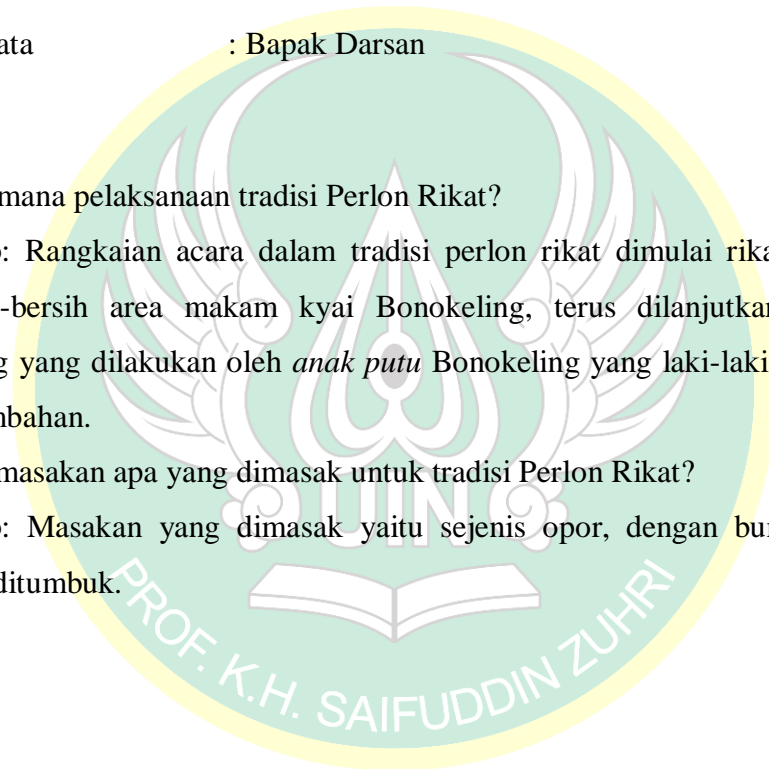 ata : Bapak Darsan
mana pelaksanaan tradisi Perlon Rikat?
: Rangkaian acara dalam tradisi perlon rikat dimulai rika
-bersih area makam kyai Bonokeling, terus dilanjutkan
g yang dilakukan oleh anak putu Bonokeling yang laki-laki
mbahan.
masakan apa yang dimasak untuk tradisi Perlon Rikat?
: Masakan yang dimasak yaitu sejenis opor, dengan bu
ditumbuk.
UIN
PROF. K.H. SAIFUDDIN ZUHRI